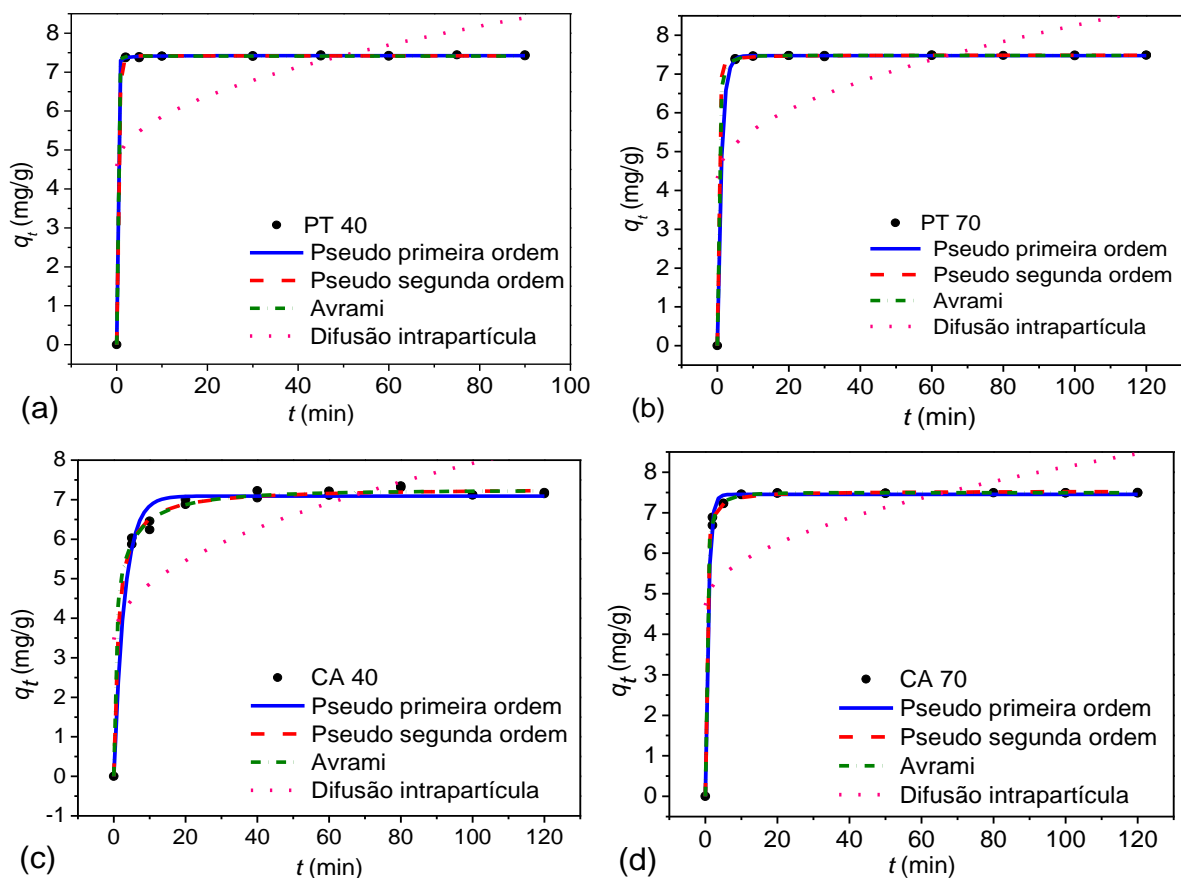 8
7
6
5
4
3
2
1
0
qt (mg/g)
PT 40
Pseudo primeira ordem
Pseudo segunda ordem
Avrami
Difusão intrapartícula
0 20 40 60 80 100
t (min)
(a)
8
7
6
5
4
3
2
1
0
qt (mg/g)
PT 70
Pseudo primeira ordem
Pseudo segunda ordem
Avrami
Difusão intrapartícula
0 20 40 60 80 100 120
t (min)
(b)
8
7
6
5
4
3
2
1
0
-1
qt (mg/g)
CA 40
Pseudo primeira ordem
Pseudo segunda ordem
Avrami
Difusão intrapartícula
0 20 40 60 80 100 120
t (min)
(c)
8
7
6
5
4
3
2
1
0
qt (mg/g)
CA 70
Pseudo primeira ordem
Pseudo segunda ordem
Avrami
Difusão intrapartícula
0 20 40 60 80 100 120
t (min)
(d)